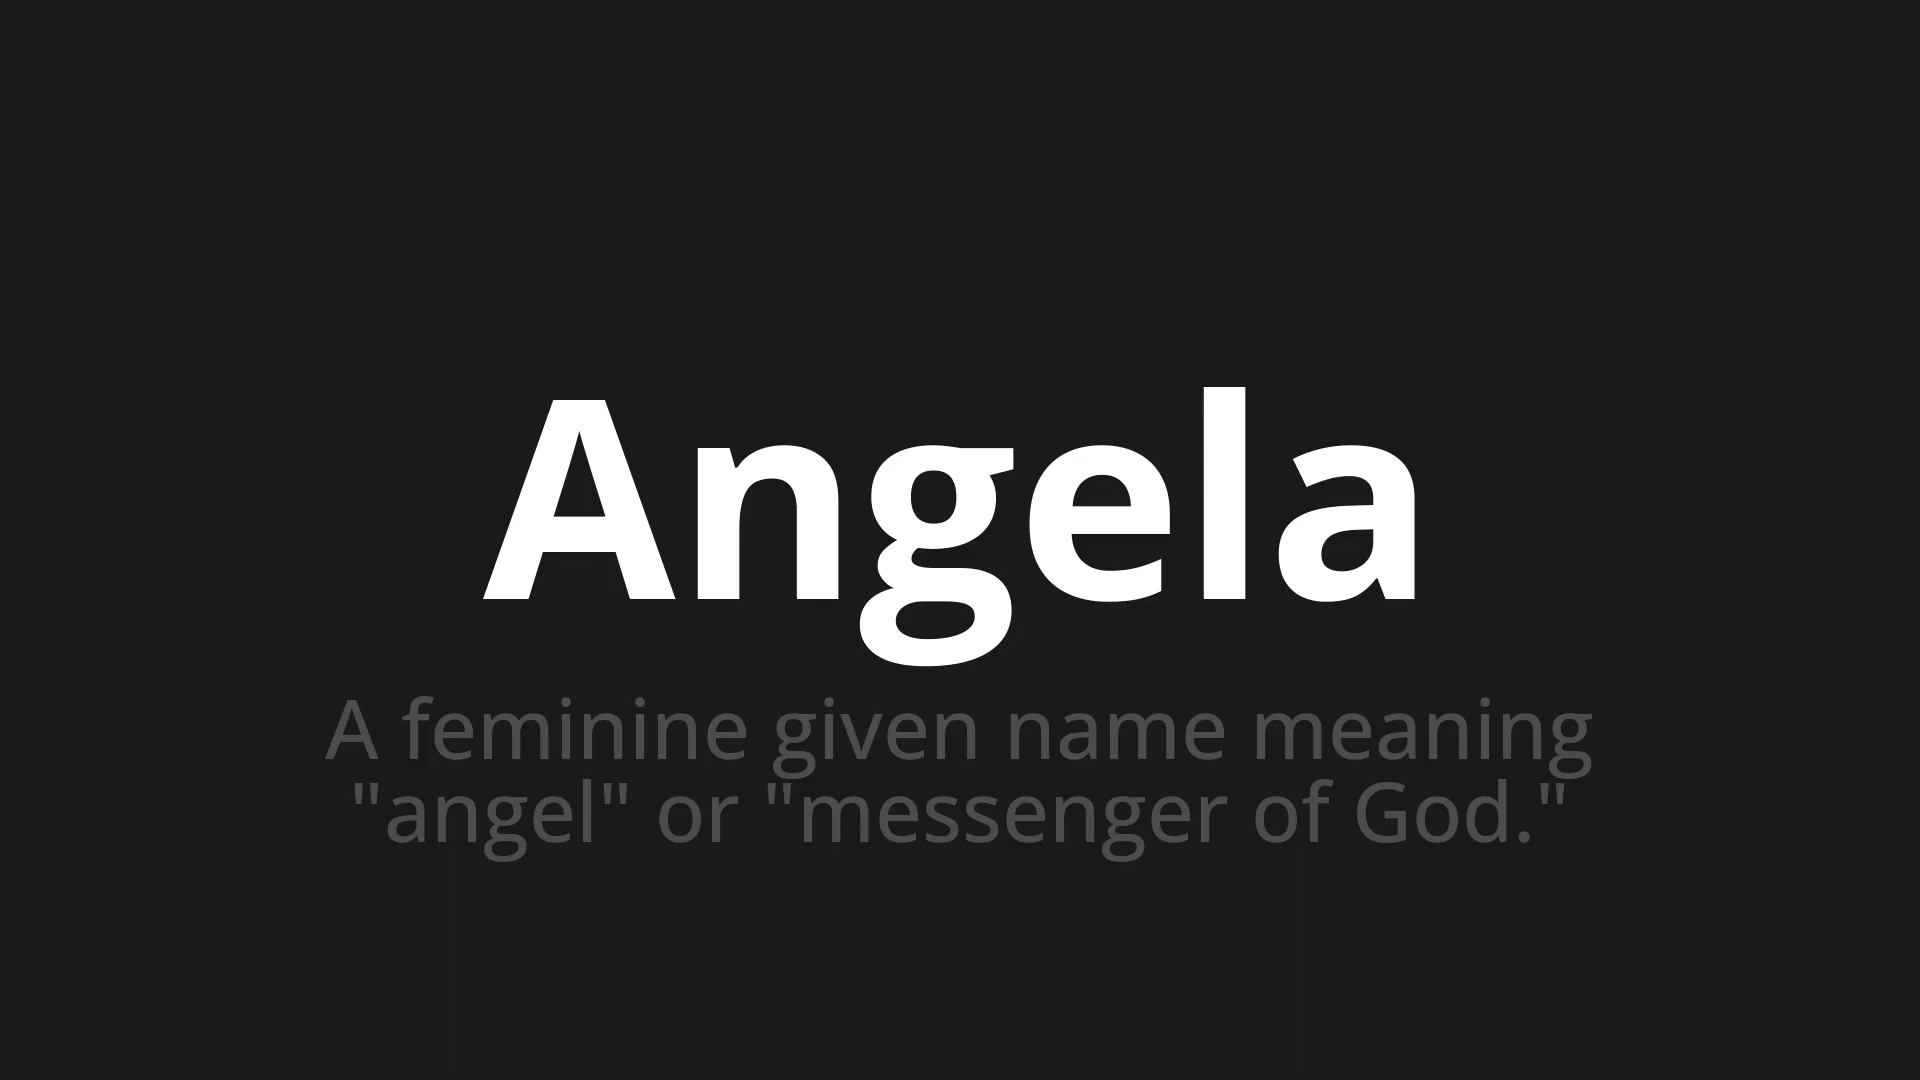 Angela
A feminine given name meaning
"angel" or "messenger of God."